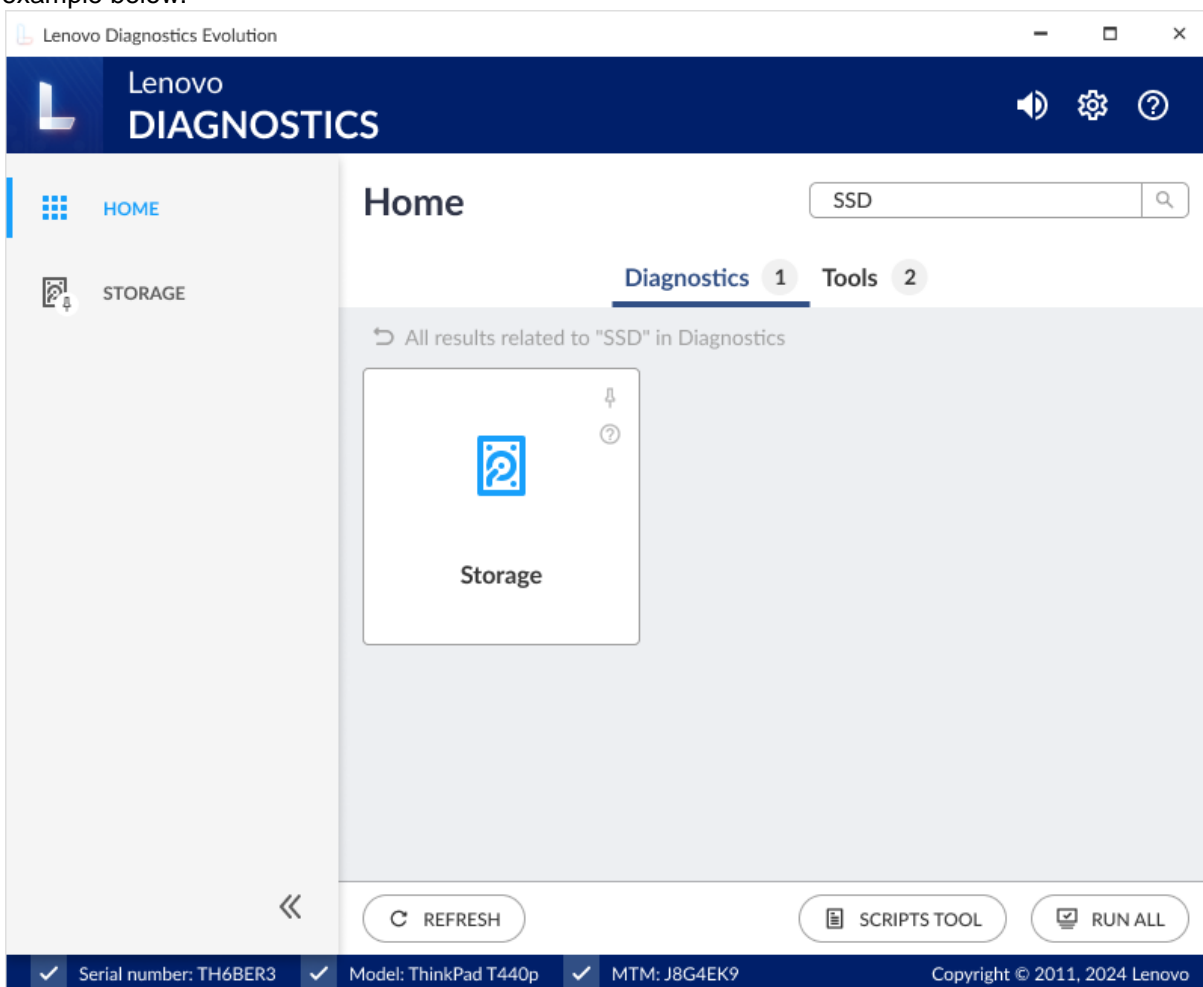 example below.
Lenovo Diagnostics Evolution
Lenovo
DIAGNOSTICS
HOME
STORAGE
Home
SSD
Diagnostics 1 Tools 2
All results related to "SSD" in Diagnostics
Storage
REFRESH
SCRIPTS TOOL
RUN ALL
Serial number: TH6BER3 Model: ThinkPad T440p MTM: J8G4EK9 Copyright © 2011, 2024 Lenovo